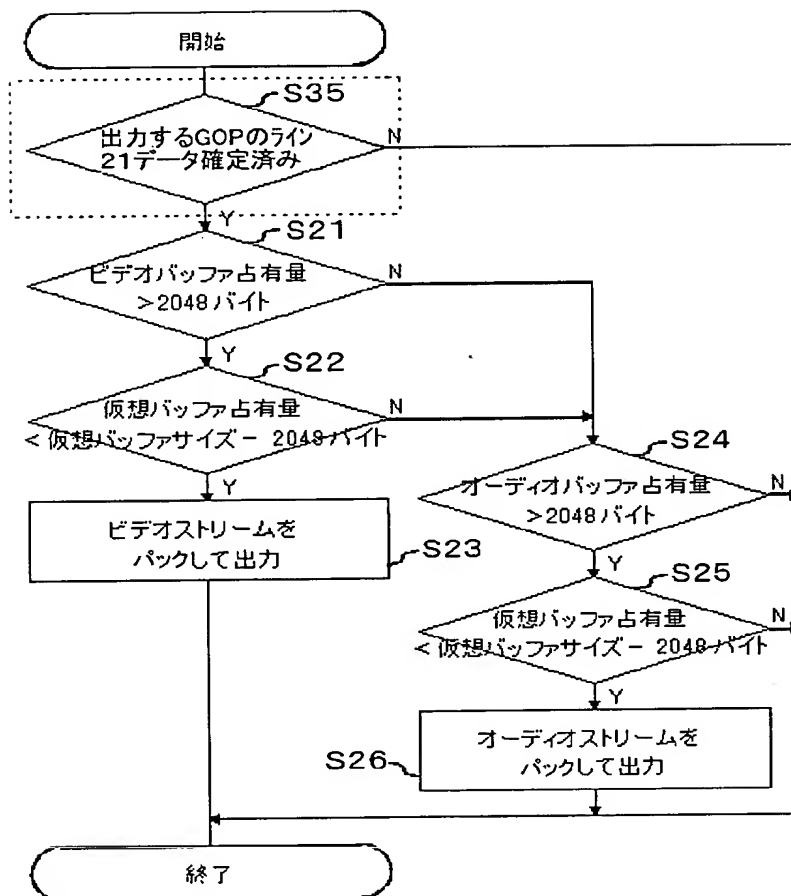 開始
S35
出力するGOPのライン
21データ確定済み
N
Y
S21
ビデオバッファ占有量
>2048バイト
N
Y
S22
仮想バッファ占有量
<仮想バッファサイズー 2048バイト
N
Y
ビデオストリームを
パックして出力
S23
S24
オーディオバッファ占有量
>2048バイト
N
Y
S25
仮想バッファ占有量
<仮想バッファサイズー 2048バイト
N
Y
オーディオストリームを
パックして出力
S26
終了